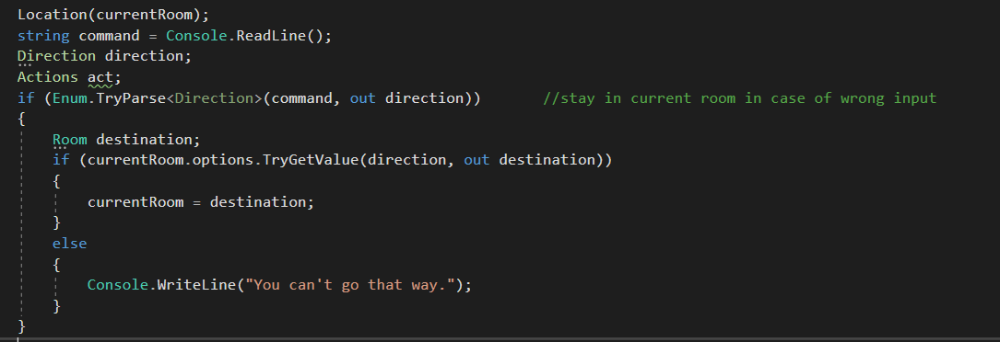 Location(currentRoom);
string command = Console.ReadLine();
Direction direction;
Actions act;
if (Enum.TryParse<Direction>(command, out direction))       //stay in current room in case of wrong input
{
    Room destination;
    if (currentRoom.options.TryGetValue(direction, out destination))
    {
        currentRoom = destination;
    }
    else
    {
        Console.WriteLine("You can't go that way.");
    }
}